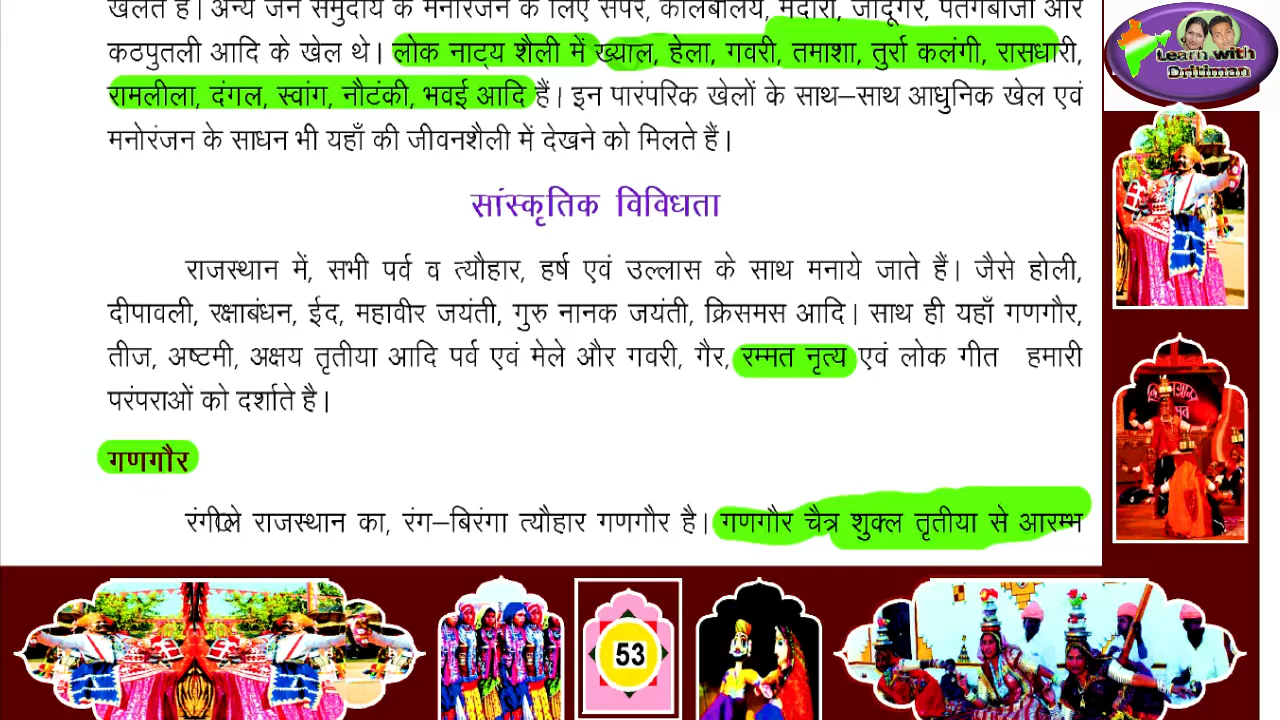 खेलते हैं। अन्य जन समुदाय के मनोरंजन के लिए सपेरे, कालबेलिये, मदारी, जादूगर, पतंगबाजी और
कठपुतली आदि के खेल थे। लोक नाट्य शैली में ख्याल, हेला, गवरी, तमाशा, तुर्रा कलंगी, रासधारी,
रामलीला, दंगल, स्वांग, नौटंकी, भवई आदि हैं। इन पारंपरिक खेलों के साथ–साथ आधुनिक खेल एवं
मनोरंजन के साधन भी यहाँ की जीवनशैली में देखने को मिलते हैं।
सांस्कृतिक विविधता
राजस्थान में, सभी पर्व व त्यौहार, हर्ष एवं उल्लास के साथ मनाये जाते हैं। जैसे होली,
दीपावली, रक्षाबंधन, ईद, महावीर जयंती, गुरु नानक जयंती, क्रिसमस आदि। साथ ही यहाँ गणगौर,
तीज, अष्टमी, अक्षय तृतीया आदि पर्व एवं मेले और गवरी, गैर, रम्मत नृत्य एवं लोक गीत हमारी
परंपराओं को दर्शाते है।
गणगौर
रंगीले राजस्थान का, रंग–बिरंगा त्यौहार गणगौर है। गणगौर चैत्र शुक्ल तृतीया से आरम्भ
53
Learn with
Dritiman